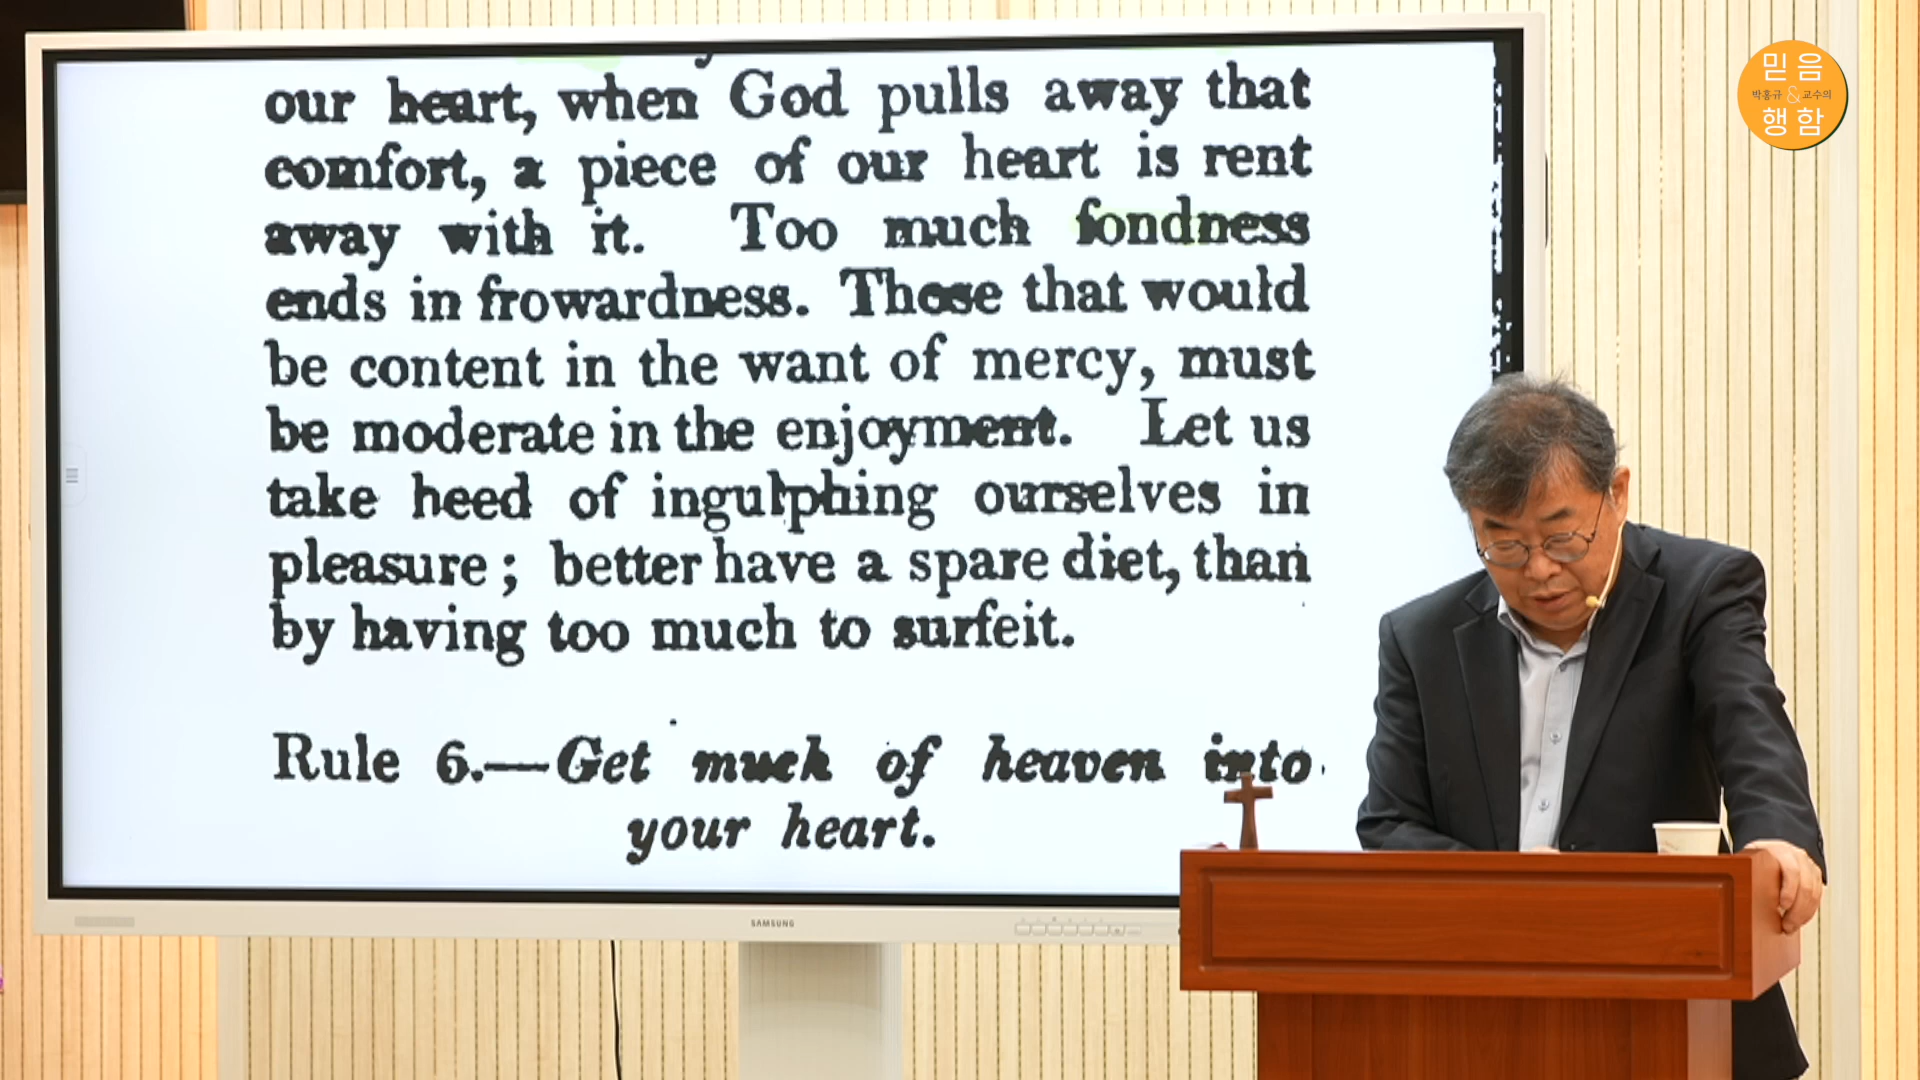 our heart, when God pulls away that
comfort, a piece of our heart is rent
away with it. Too much fondness
ends in frowardness. Those that would
be content in the want of mercy, must
be moderate in the enjoyment. Let us
take heed of ingulphing ourselves in
pleasure; better have a spare diet, than
by having too much to surfeit.
Rule 6.—Get much of heaven into
your heart.
SAMSUNG
믿음
박홍규 & 교수의
행함